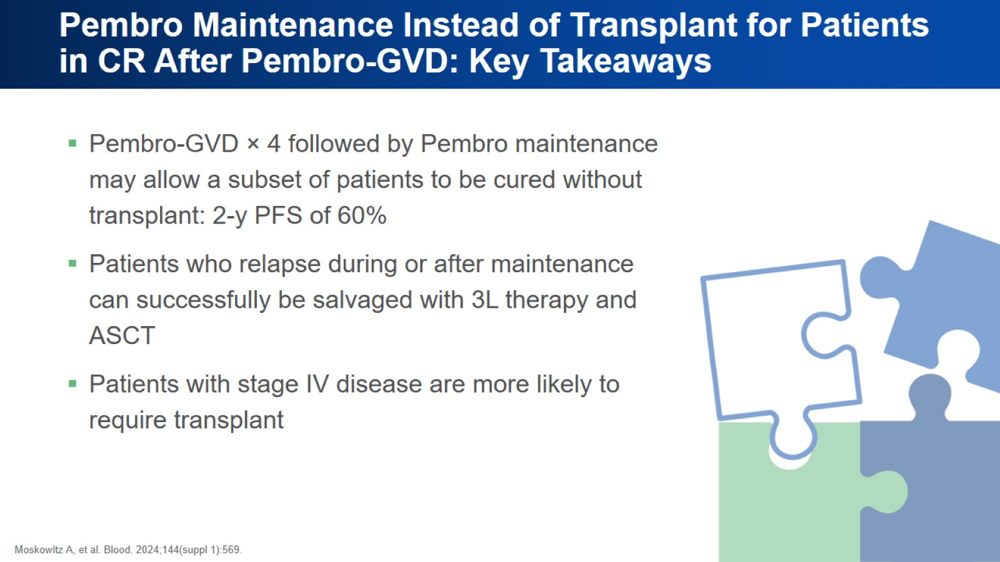 Pembro Maintenance Instead of Transplant for Patients
in CR After Pembro-GVD: Key Takeaways
▪ Pembro-GVD × 4 followed by Pembro maintenance
may allow a subset of patients to be cured without
transplant: 2-y PFS of 60%
▪ Patients who relapse during or after maintenance
can successfully be salvaged with 3L therapy and
ASCT
▪ Patients with stage IV disease are more likely to
require transplant
Moskowitz A, et al. Blood. 2024;144(suppl 1):569.